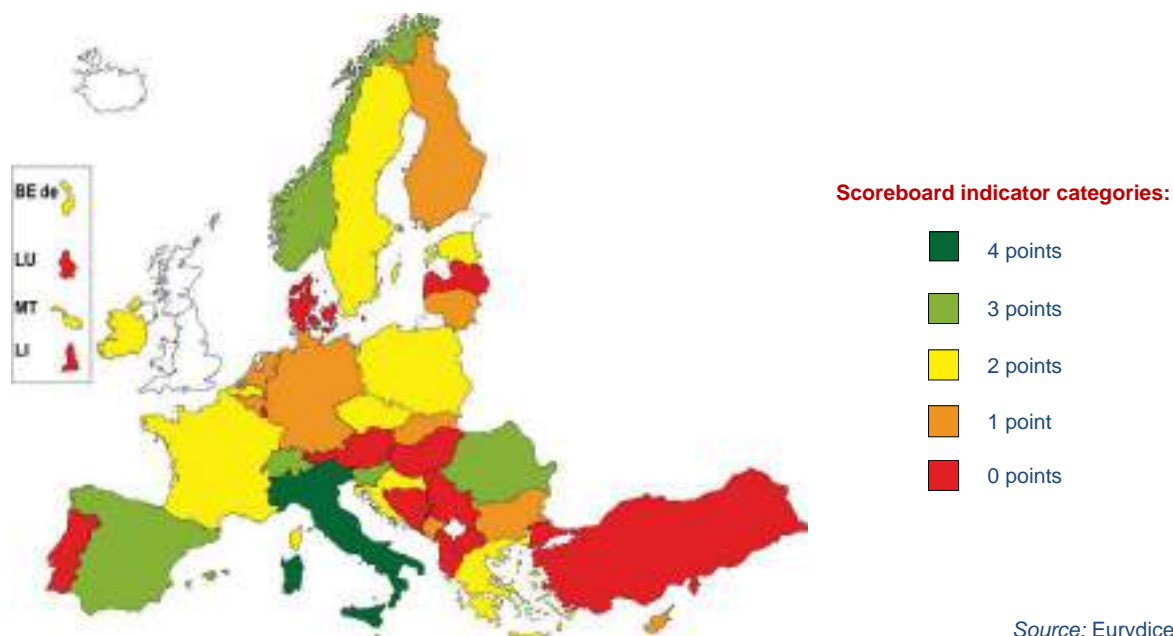 BE de
LU
MT
LI
Scoreboard indicator categories:
4 points
3 points
2 points
1 point
0 points
Source: Eurydice